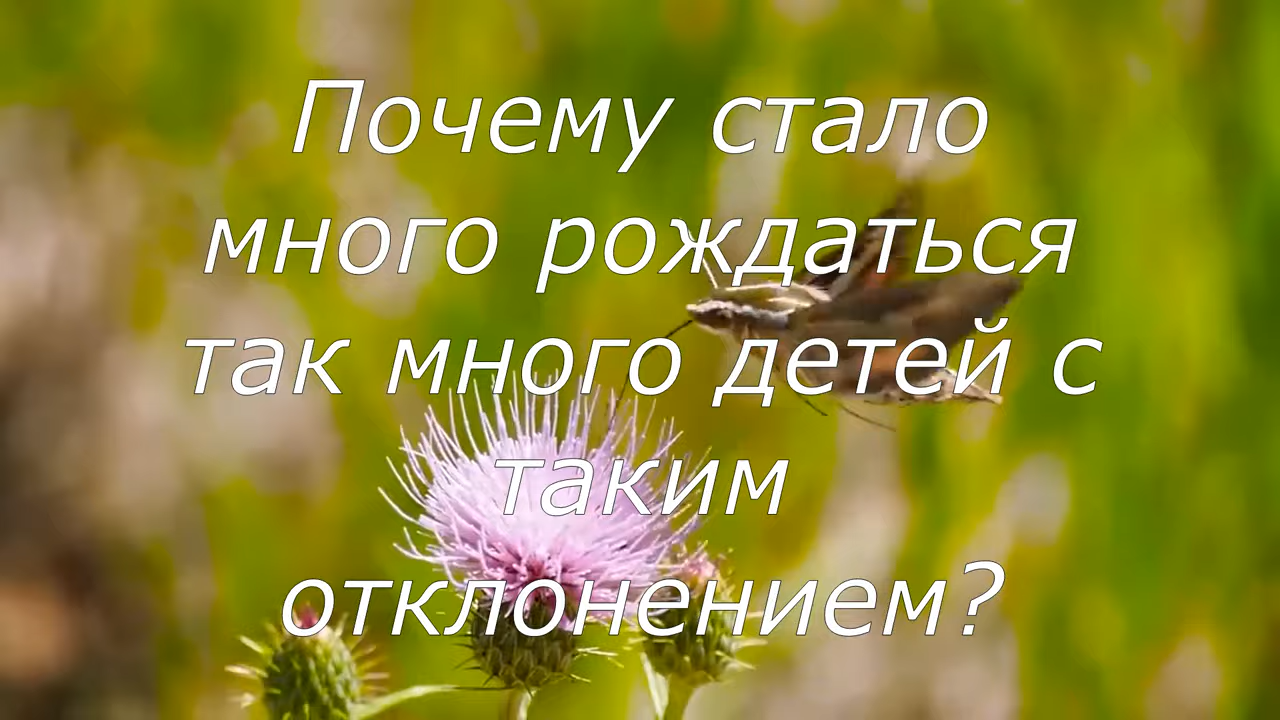 Почему стало
много рождаться
так много детей с
таким
отклонением?